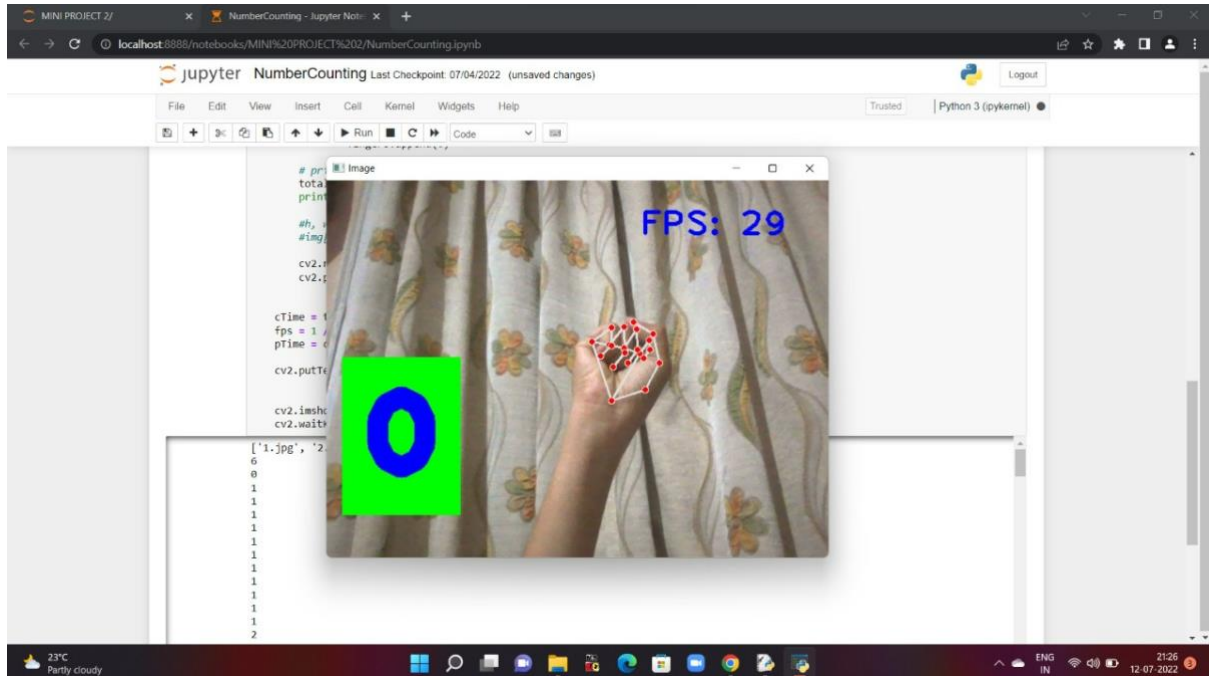 MINI PROJECT 2/
NumberCounting - Jupyter Note
localhost:8888/notebooks/MINI%20PROJECT%202/NumberCounting.ipynb
jupyter NumberCounting Last Checkpoint: 07/04/2022 (unsaved changes)
Logout
File Edit View Insert Cell Kernel Widgets Help
Trusted Python 3 (ipykernel)
Run Code
Image
# pr
tota
print
#h,
#img
cv2.
cv2.p
FPS: 29
cTime =
fps = 1 /
pTime =
cv2.putTe
cv2.imsho
cv2.wait
0
['1.jpg', '2.
6
0
1
1
1
1
1
1
1
1
1
1
1
2
23°C
Partly cloudy
ENG
IN
21:26
12-07-2022
3